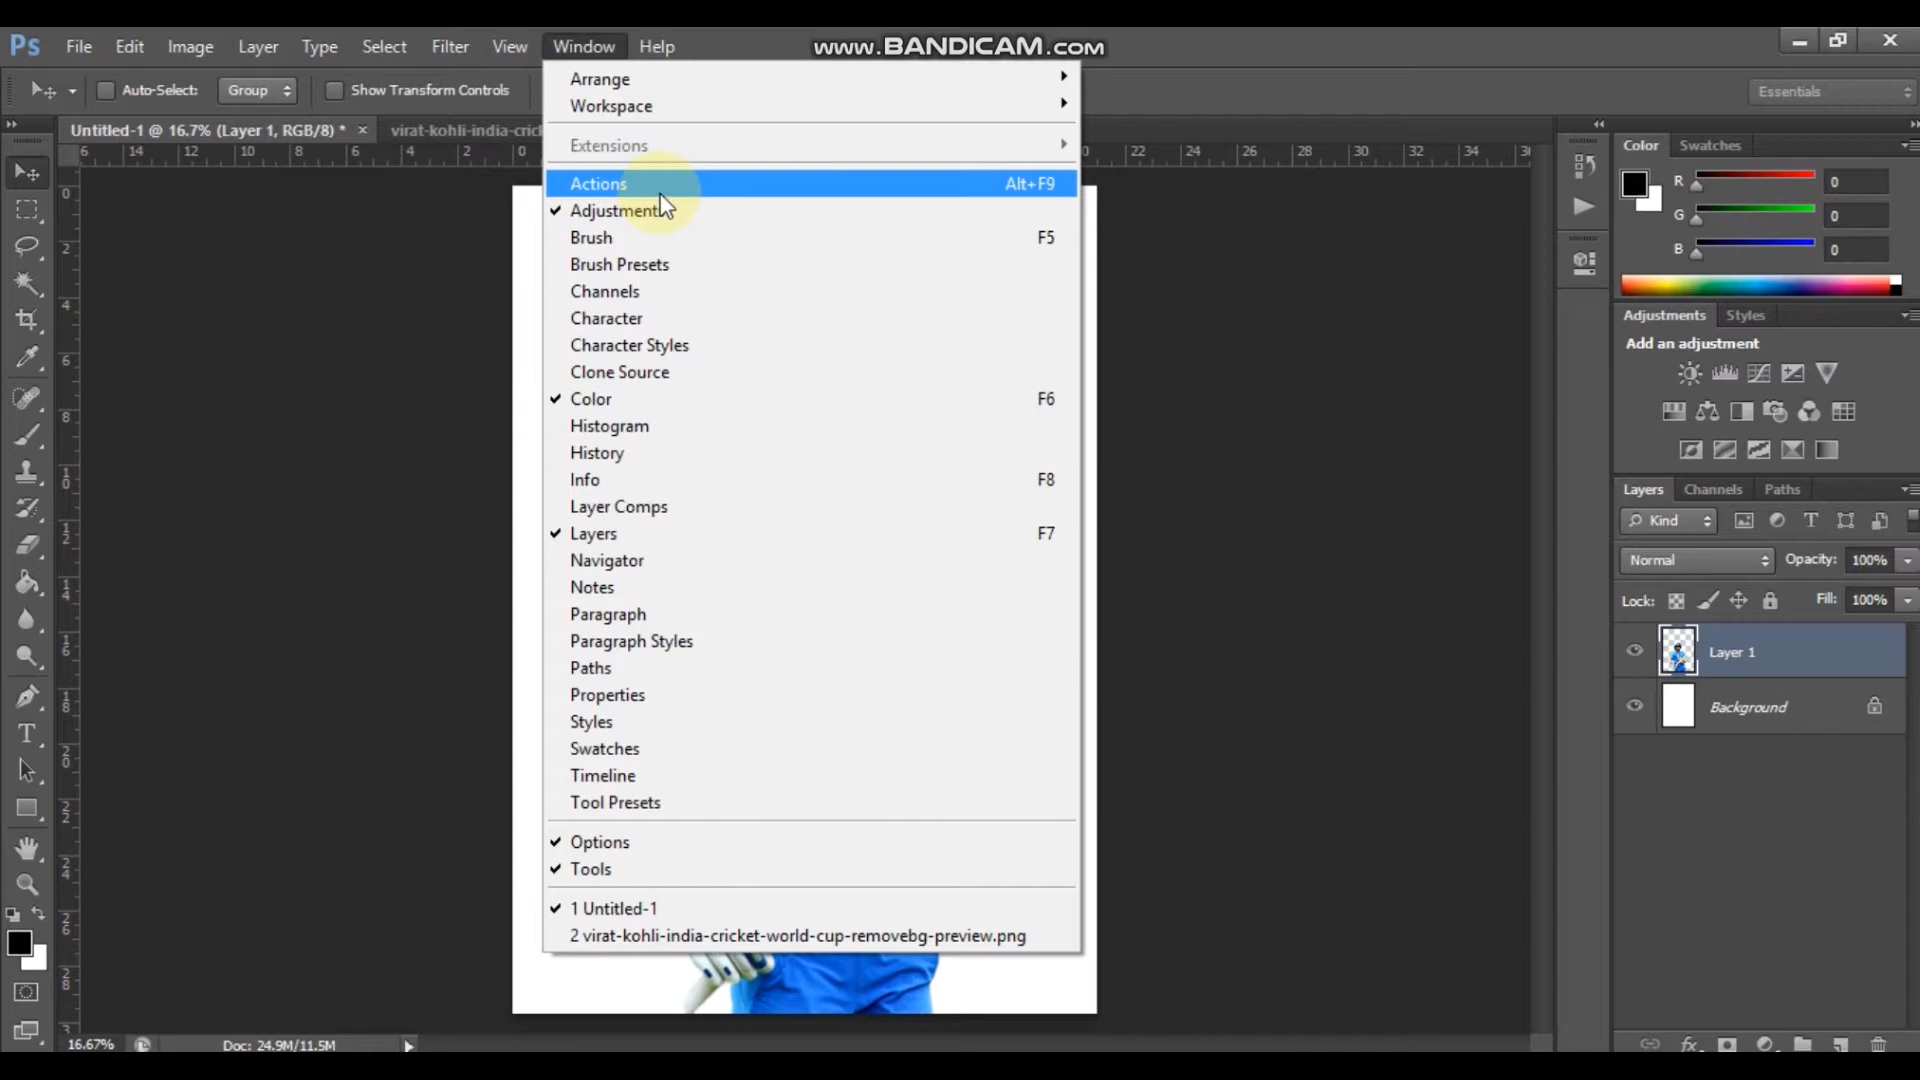 Ps File Edit Image Layer Type Select Filter View Window Help
www.BANDICAM.com
Auto-Select: Group Show Transform Controls
Essentials
Untitled-1 @ 16.7% (Layer 1, RGB/8) * ×
virat-kohli-india-crick
Arrange
Workspace
Extensions
Actions Alt+F9
Adjustments
Brush F5
Brush Presets
Channels
Character
Character Styles
Clone Source
Color F6
Histogram
History
Info F8
Layer Comps
Layers F7
Navigator
Notes
Paragraph
Paragraph Styles
Paths
Properties
Styles
Swatches
Timeline
Tool Presets
Options
Tools
1 Untitled-1
2 virat-kohli-india-cricket-world-cup-removebg-preview.png
Color Swatches
R 0
G 0
B 0
Adjustments Styles
Add an adjustment
Layers Channels Paths
Kind
Normal Opacity: 100%
Lock: Fill: 100%
Layer 1
Background
16.67% Doc: 24.9M/11.5M